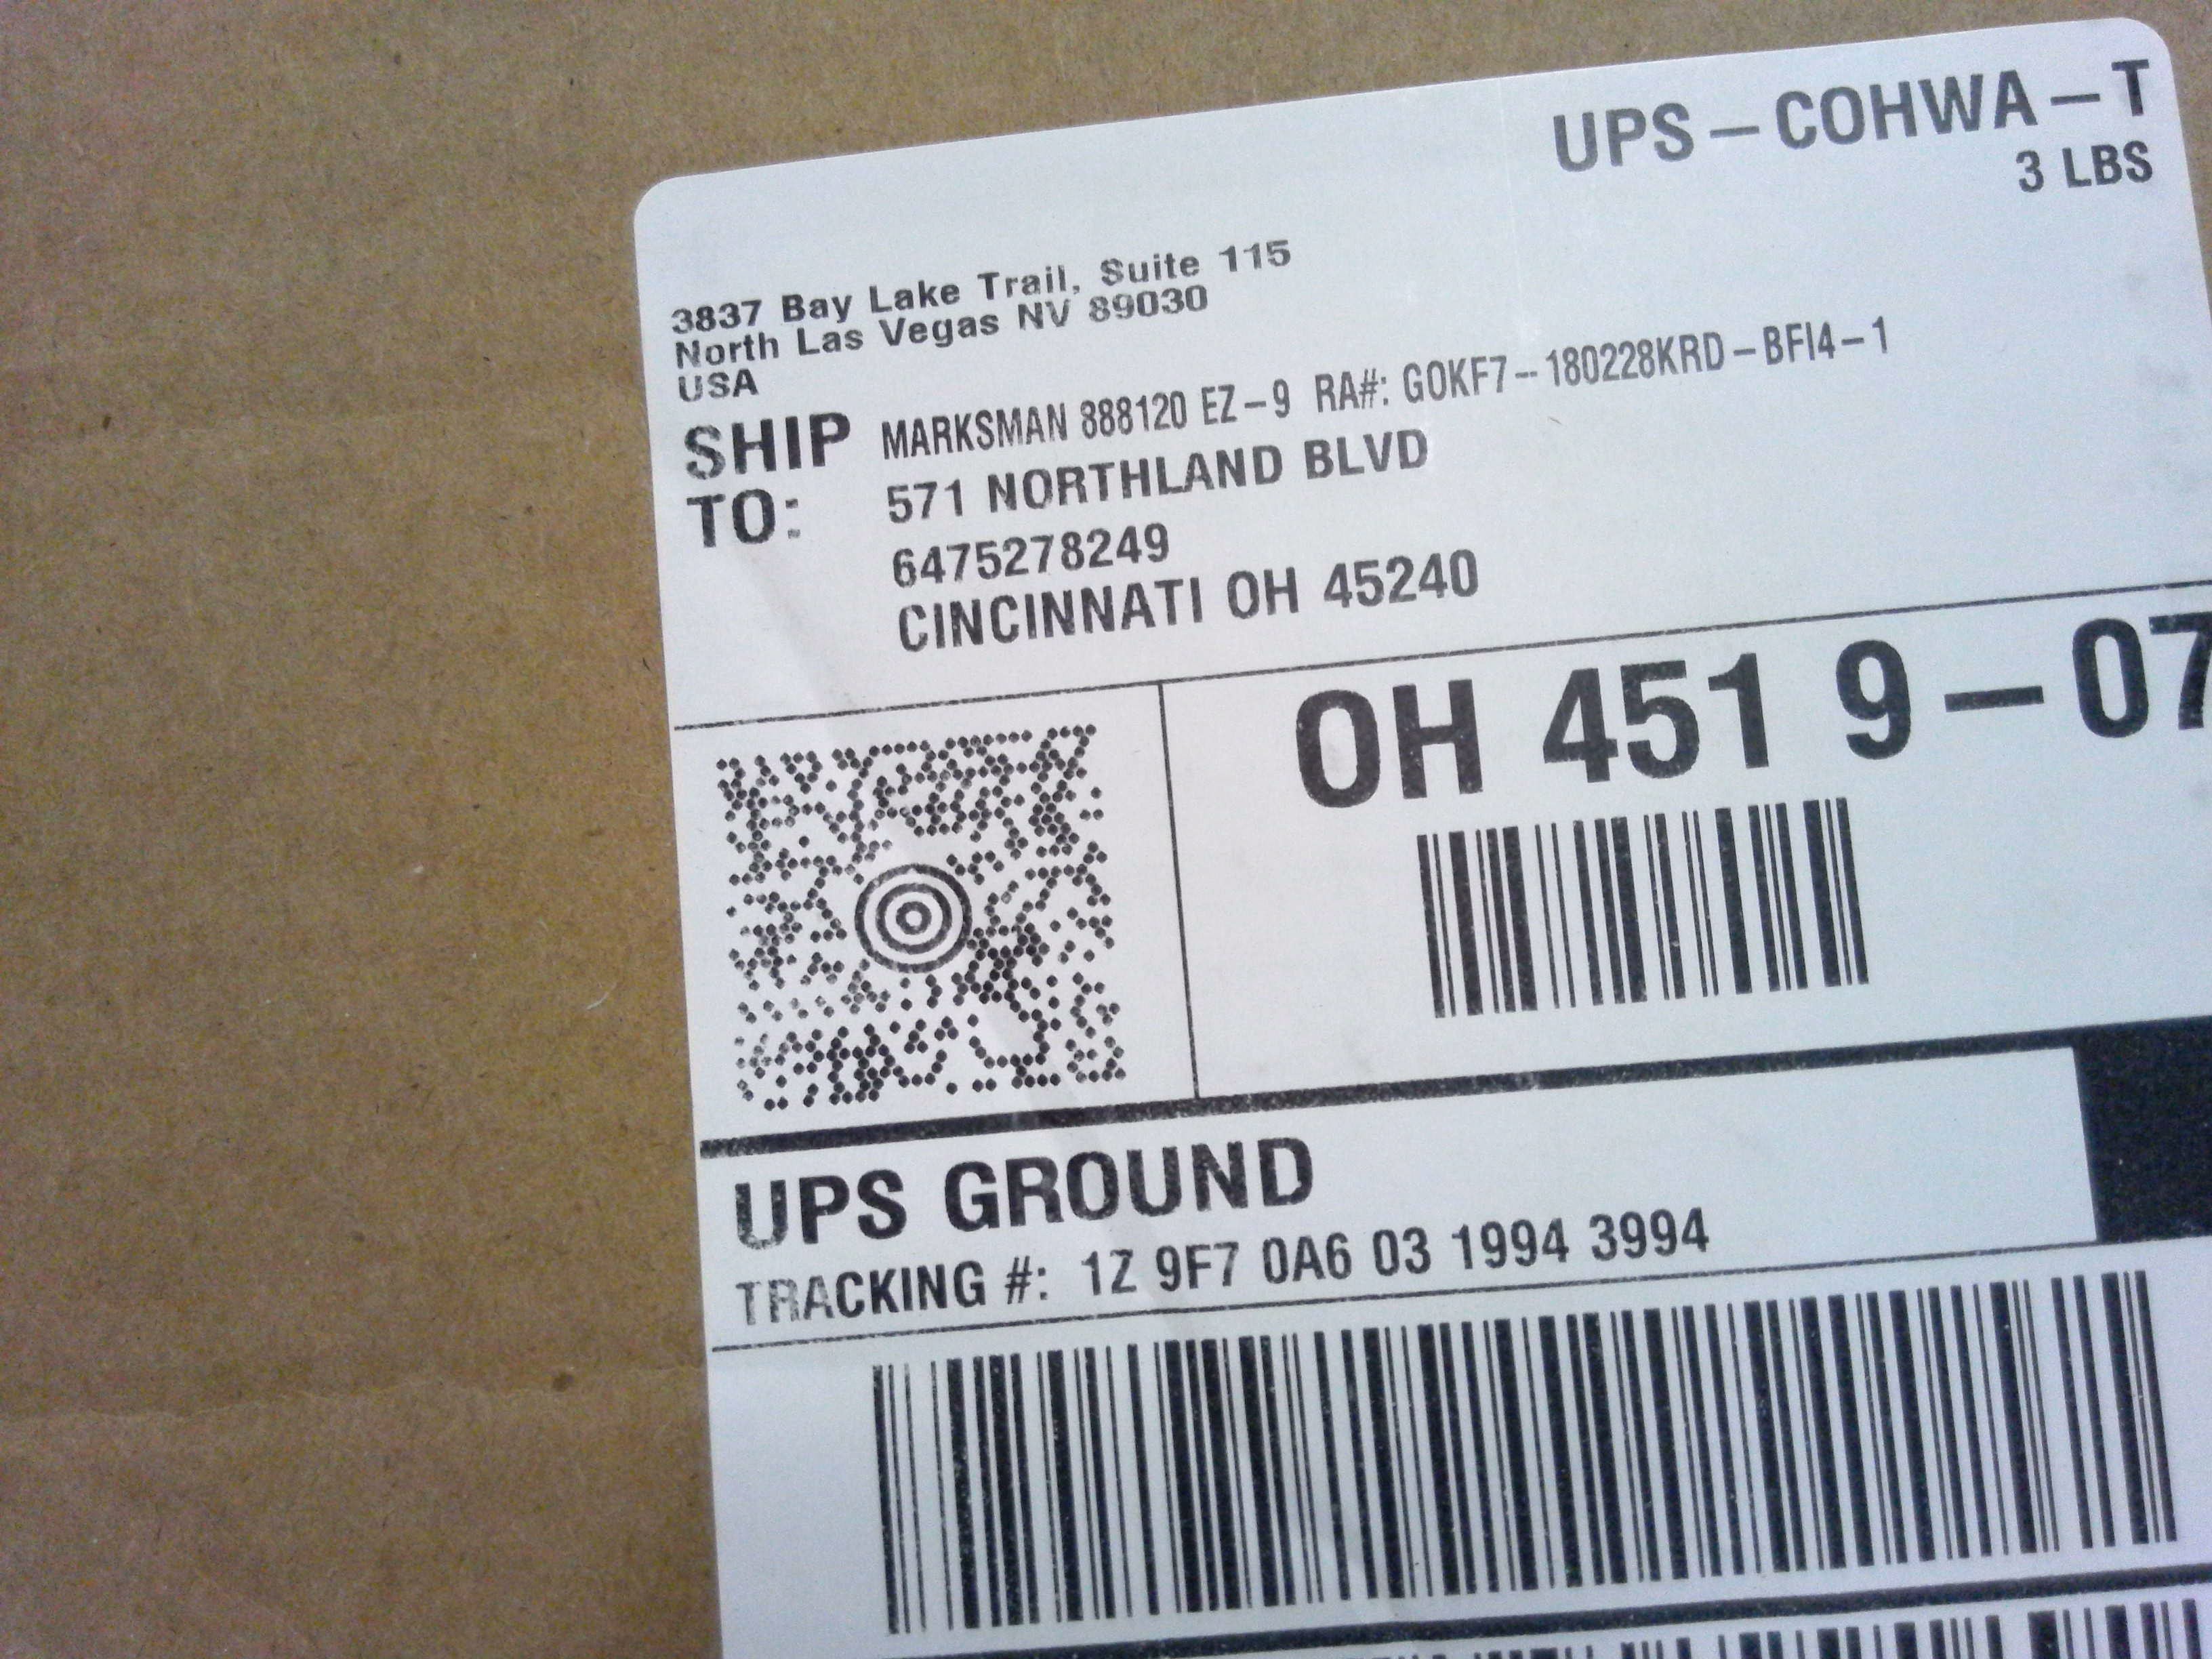 UPS – COHWA – T
3 LBS
3837 Bay Lake Trail, Suite 115
North Las Vegas NV 89030
USA
SHIP TO:
MARKSMAN 888120 EZ–9 RA#: GOKF7–180228KRD–BFI4–1
571 NORTHLAND BLVD
6475278249
CINCINNATI OH 45240
OH 451 9–07
UPS GROUND
TRACKING #: 1Z 9F7 0A6 03 1994 3994